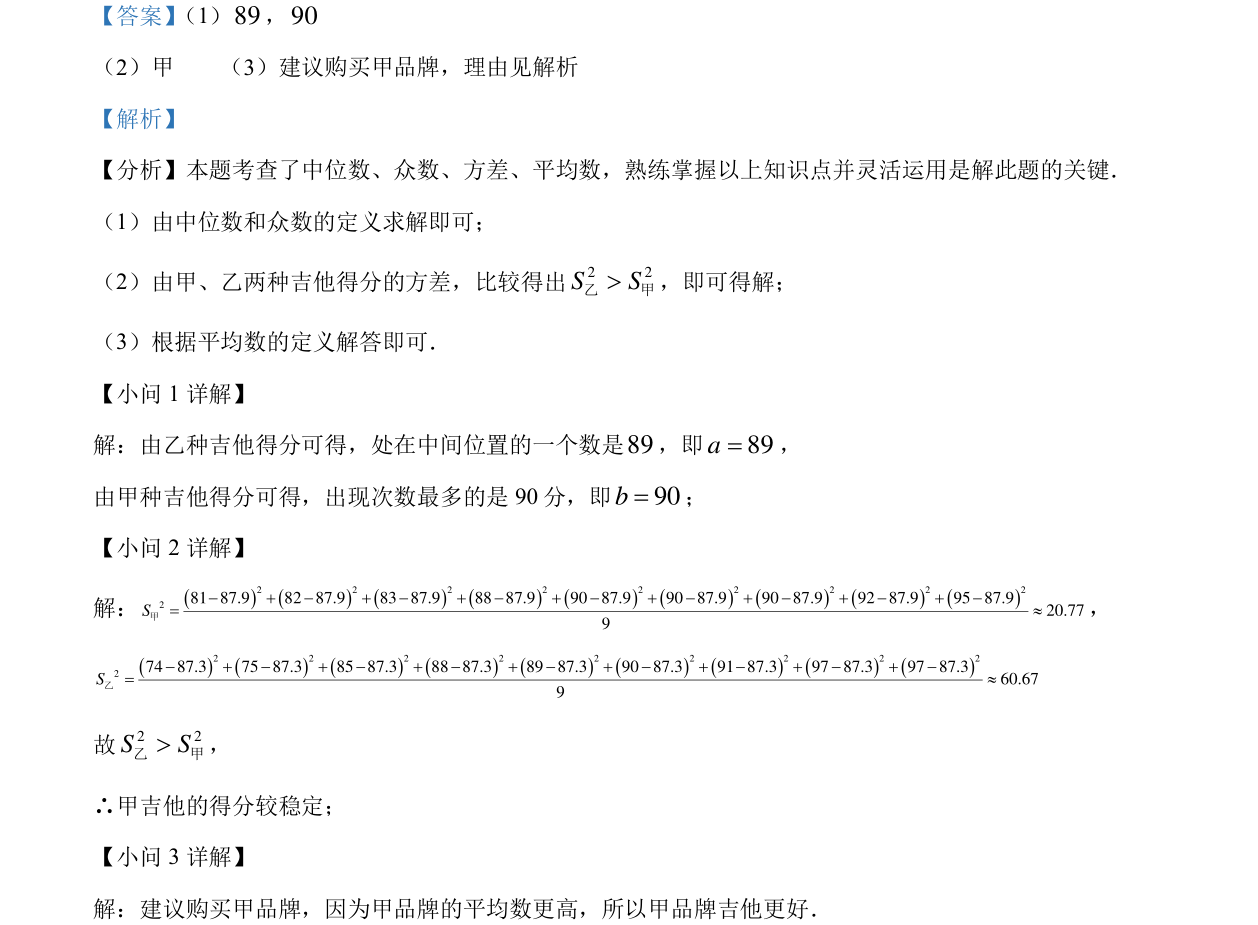 【答案】（1）89，90
（2）甲　　（3）建议购买甲品牌，理由见解析
【解析】
【分析】本题考查了中位数、众数、方差、平均数，熟练掌握以上知识点并灵活运用是解此题的关键．
（1）由中位数和众数的定义求解即可；
（2）由甲、乙两种吉他得分的方差，比较得出 $S_{乙}^{2} > S_{甲}^{2}$，即可得解；
（3）根据平均数的定义解答即可．
【小问 1 详解】
解：由乙种吉他得分可得，处在中间位置的一个数是89，即 $a = 89$，
由甲种吉他得分可得，出现次数最多的是 90 分，即 $b = 90$；
【小问 2 详解】
解：$S_{甲}{}^{2} = \frac{(81-87.9)^{2}+(82-87.9)^{2}+(83-87.9)^{2}+(88-87.9)^{2}+(90-87.9)^{2}+(90-87.9)^{2}+(90-87.9)^{2}+(92-87.9)^{2}+(95-87.9)^{2}}{9} \approx 20.77$，
$S_{乙}{}^{2} = \frac{(74-87.3)^{2}+(75-87.3)^{2}+(85-87.3)^{2}+(88-87.3)^{2}+(89-87.3)^{2}+(90-87.3)^{2}+(91-87.3)^{2}+(97-87.3)^{2}+(97-87.3)^{2}}{9} \approx 60.67$
故 $S_{乙}^{2} > S_{甲}^{2}$，
∴甲吉他的得分较稳定；
【小问 3 详解】
解：建议购买甲品牌，因为甲品牌的平均数更高，所以甲品牌吉他更好．